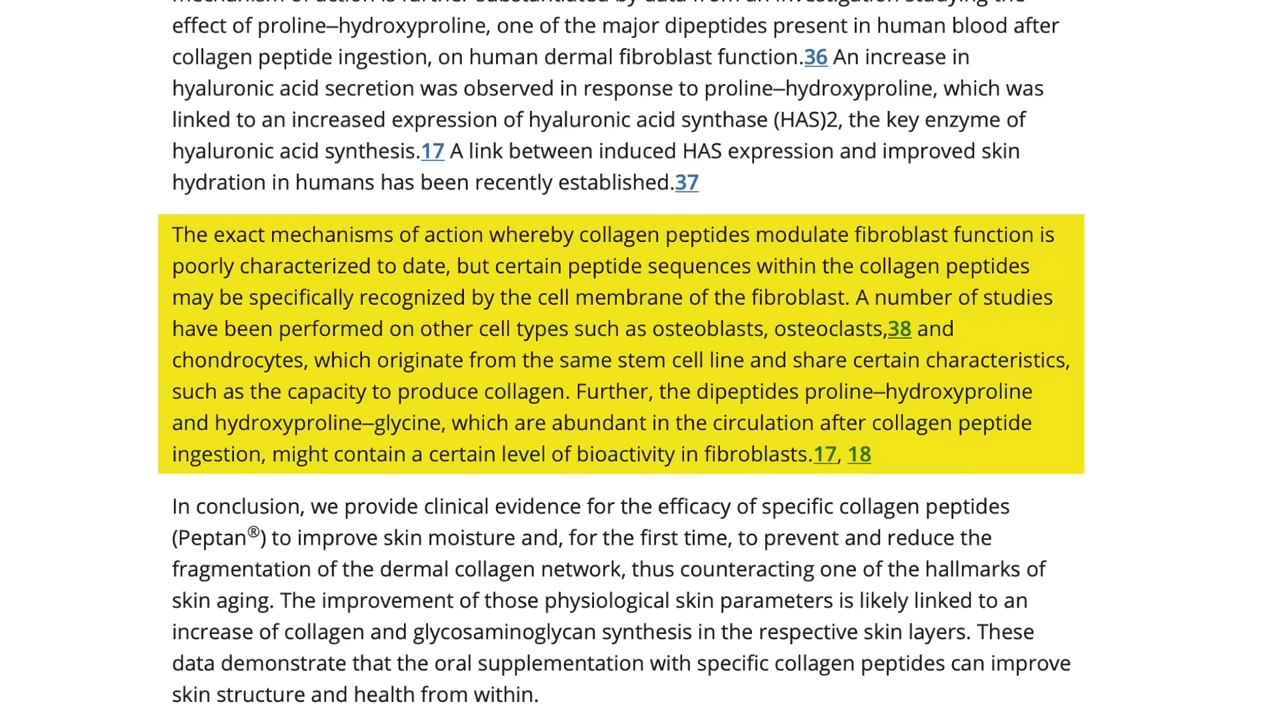 effect of proline–hydroxyproline, one of the major dipeptides present in human blood after
collagen peptide ingestion, on human dermal fibroblast function.36 An increase in
hyaluronic acid secretion was observed in response to proline–hydroxyproline, which was
linked to an increased expression of hyaluronic acid synthase (HAS)2, the key enzyme of
hyaluronic acid synthesis.17 A link between induced HAS expression and improved skin
hydration in humans has been recently established.37
The exact mechanisms of action whereby collagen peptides modulate fibroblast function is
poorly characterized to date, but certain peptide sequences within the collagen peptides
may be specifically recognized by the cell membrane of the fibroblast. A number of studies
have been performed on other cell types such as osteoblasts, osteoclasts,38 and
chondrocytes, which originate from the same stem cell line and share certain characteristics,
such as the capacity to produce collagen. Further, the dipeptides proline–hydroxyproline
and hydroxyproline–glycine, which are abundant in the circulation after collagen peptide
ingestion, might contain a certain level of bioactivity in fibroblasts.17, 18
In conclusion, we provide clinical evidence for the efficacy of specific collagen peptides
(Peptan®) to improve skin moisture and, for the first time, to prevent and reduce the
fragmentation of the dermal collagen network, thus counteracting one of the hallmarks of
skin aging. The improvement of those physiological skin parameters is likely linked to an
increase of collagen and glycosaminoglycan synthesis in the respective skin layers. These
data demonstrate that the oral supplementation with specific collagen peptides can improve
skin structure and health from within.